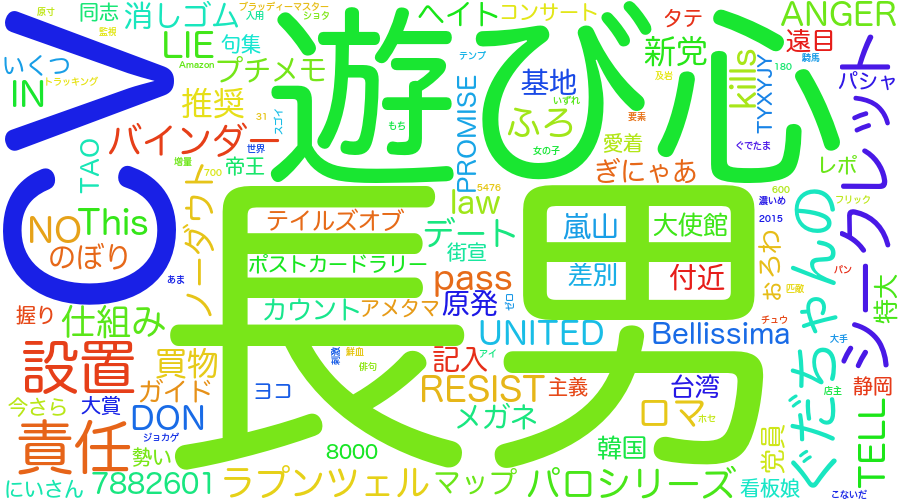 原寸
監視
同志
消しゴム
ブラッディーマスター
入用
ショタ
ヘイト
コンサート
タテ
ANGER
遠目
CV
LIE
句集
いくつ
トラッキング
Amazon
プチメモ
テンプ
新党
及岩
kills
180
騎馬
パシャ
IN
推奨
31
スゴイ
遊び心
基地
いずれ
TYXYJY
バインダー
世界
もち
PROMISE
ふろ
要素
愛着
ぐでたま
シークレット
TAO
増量
帝王
700
女の子
ぎにゃあ
レポ
5476
600
フリック
NO
This
ノーダウト
長男
テイルズオブ
law
デート
嵐山
大使館
濃いめ
2015
ぐだちゃんの
のぼり
ポストカードラリー
街宣
おろわ
あま
pass
差別
付近
匹敵
パン
特大
握り
仕組み
カウント
アメタマ
原発
ゼロ
チュウ
UNITED
Bellissima
大手
設置
買物
刺激
鮮血
俳句
記入
アイ
ガイド
ヨコ
RESIST
主義
台湾
店主
静岡
今さら
大賞
DON
メガネ
ロマ
ホセ
TELL
責任
ジョカゲ
勢い
8000
韓国
党員
にいさん
7882601
ラプンツェル
マップ
パロシリーズ
看板娘
こないだ